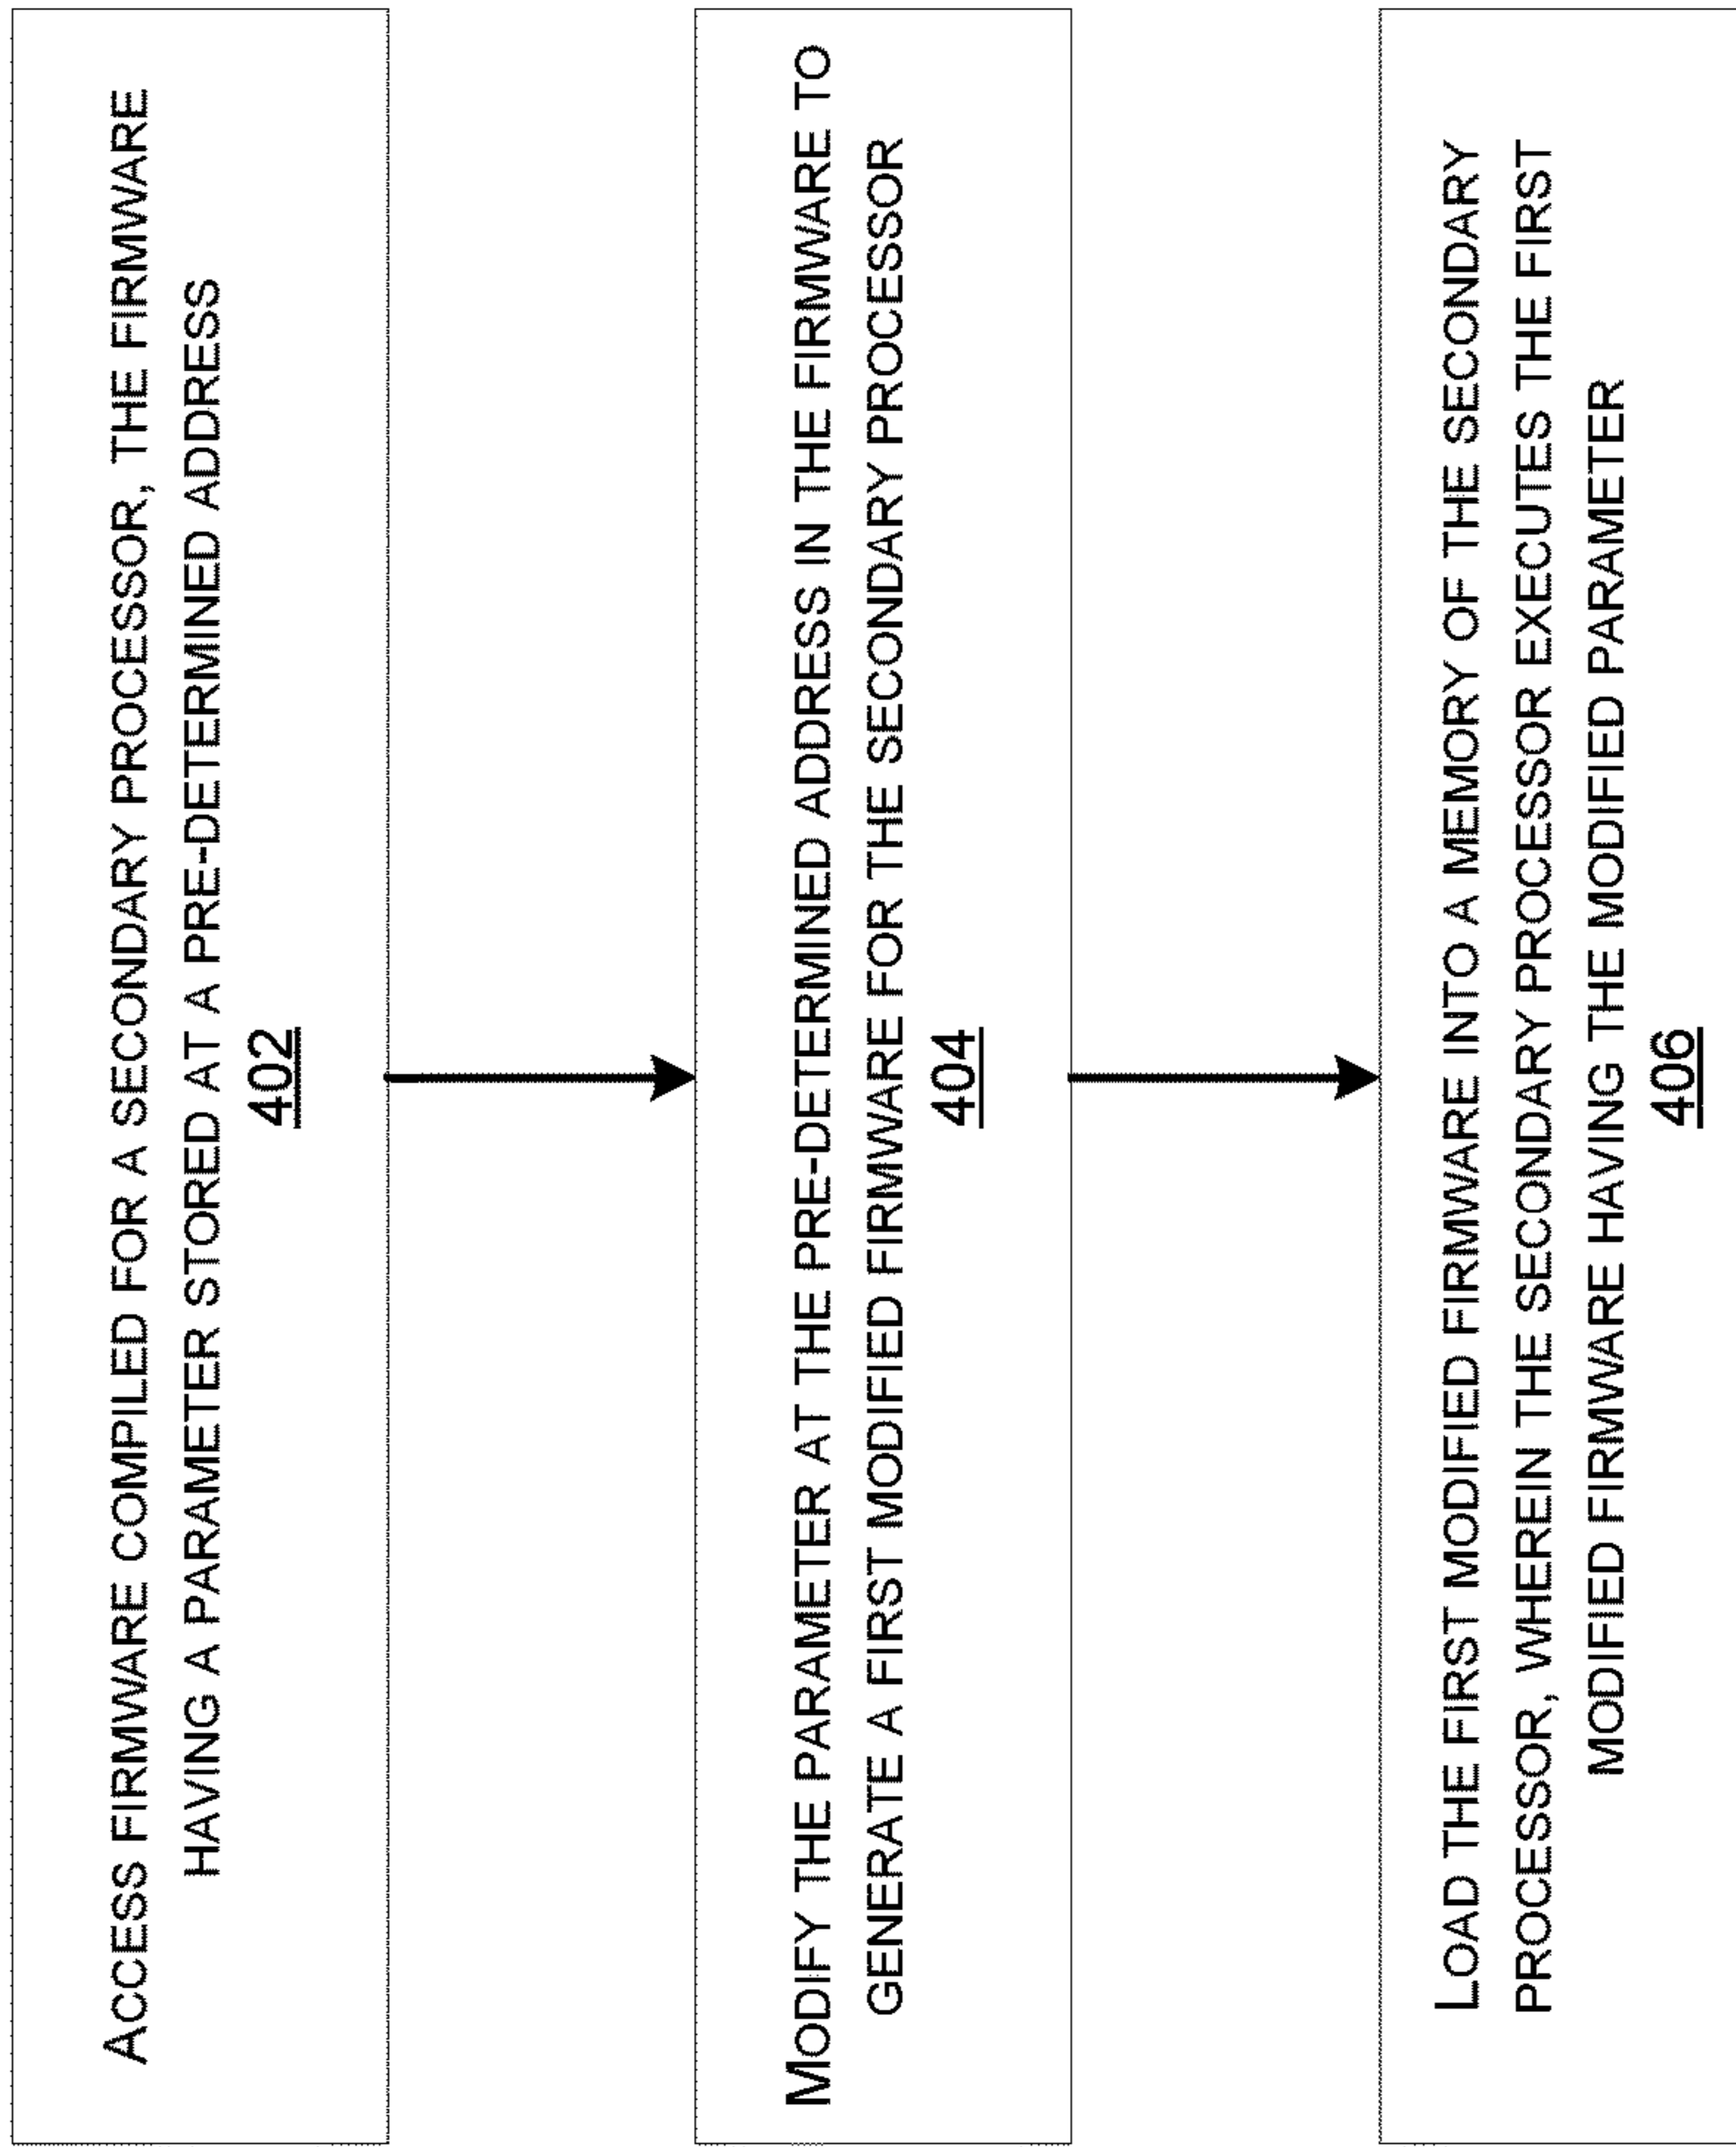 ACCESS FIRMWARE COMPILED FOR A SECONDARY PROCESSOR, THE FIRMWARE
HAVING A PARAMETER STORED AT A PRE-DETERMINED ADDRESS
402
MODIFY THE PARAMETER AT THE PRE-DETERMINED ADDRESS IN THE FIRMWARE TO
GENERATE A FIRST MODIFIED FIRMWARE FOR THE SECONDARY PROCESSOR
404
LOAD THE FIRST MODIFIED FIRMWARE INTO A MEMORY OF THE SECONDARY
PROCESSOR, WHEREIN THE SECONDARY PROCESSOR EXECUTES THE FIRST
MODIFIED FIRMWARE HAVING THE MODIFIED PARAMETER
406